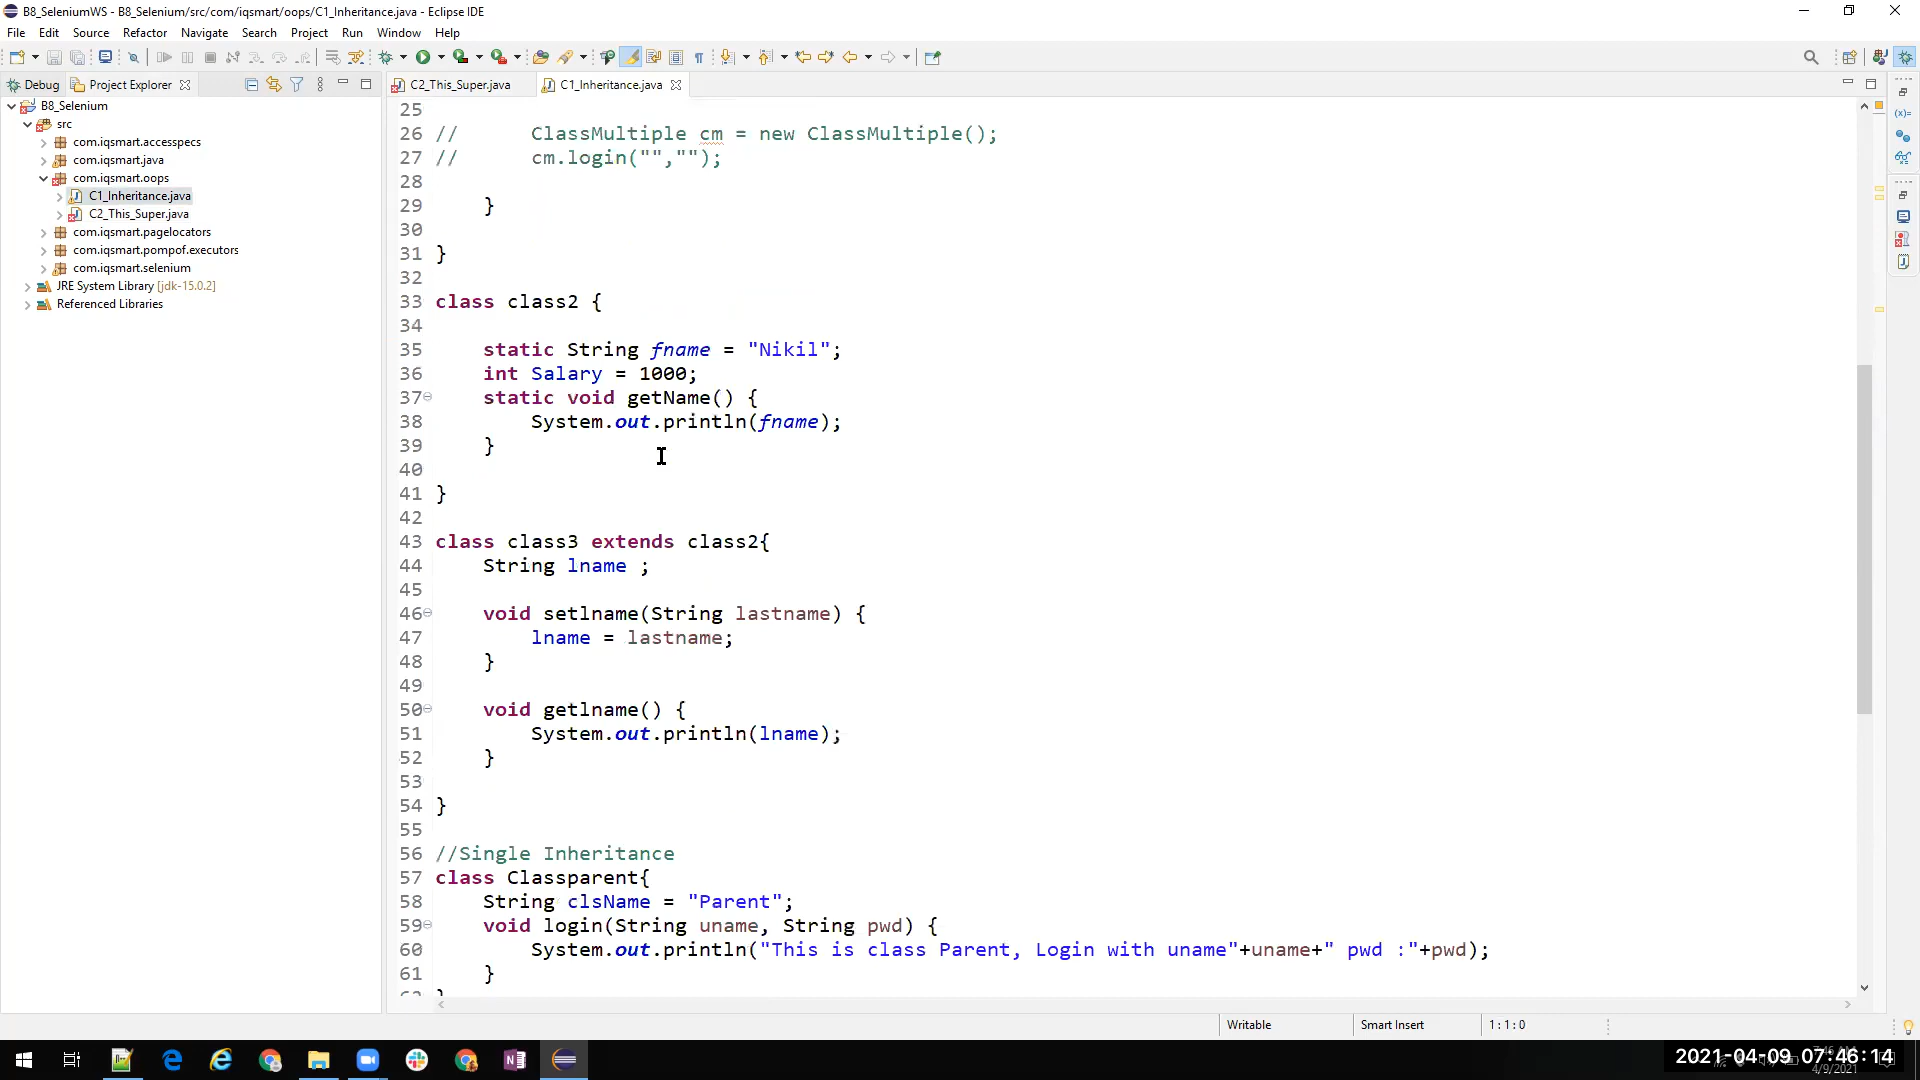 B8_SeleniumWS - B8_Selenium/src/com/iqsmart/oops/C1_Inheritance.java - Eclipse IDE
File Edit Source Refactor Navigate Search Project Run Window Help
Debug Project Explorer C2_This_Super.java C1_Inheritance.java
B8_Selenium
src
com.iqsmart.accesspecs
com.iqsmart.java
com.iqsmart.oops
C1_Inheritance.java
C2_This_Super.java
com.iqsmart.pagelocators
com.iqsmart.pompof.executors
com.iqsmart.selenium
JRE System Library [jdk-15.0.2]
Referenced Libraries
25
26 // ClassMultiple cm = new ClassMultiple();
27 // cm.login("","");
28
29 }
30
31 }
32
33 class class2 {
34
35 static String fname = "Nikil";
36 int Salary = 1000;
37 static void getName() {
38 System.out.println(fname);
39 }
40
41 }
42
43 class class3 extends class2{
44 String lname ;
45
46 void setlname(String lastname) {
47 lname = lastname;
48 }
49
50 void getlname() {
51 System.out.println(lname);
52 }
53
54 }
55
56 //Single Inheritance
57 class Classparent{
58 String clsName = "Parent";
59 void login(String uname, String pwd) {
60 System.out.println("This is class Parent, Login with uname"+uname+" pwd :"+pwd);
61 }
Writable Smart Insert 1 : 1 : 0
2021-04-09 07:46:14
4/9/2021